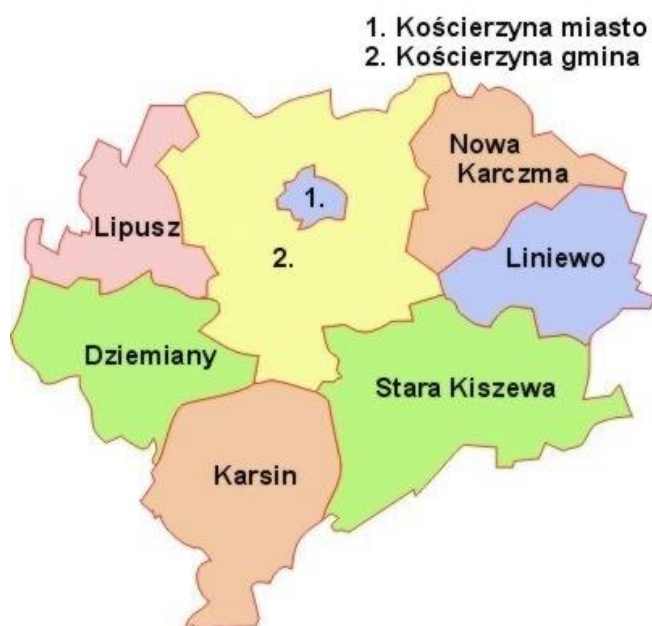 1. Kościerzyna miasto
2. Kościerzyna gmina
Nowa
Karczma
1.
Lipusz
2.
Liniewo
Dziemiany
Stara Kiszewa
Karsin